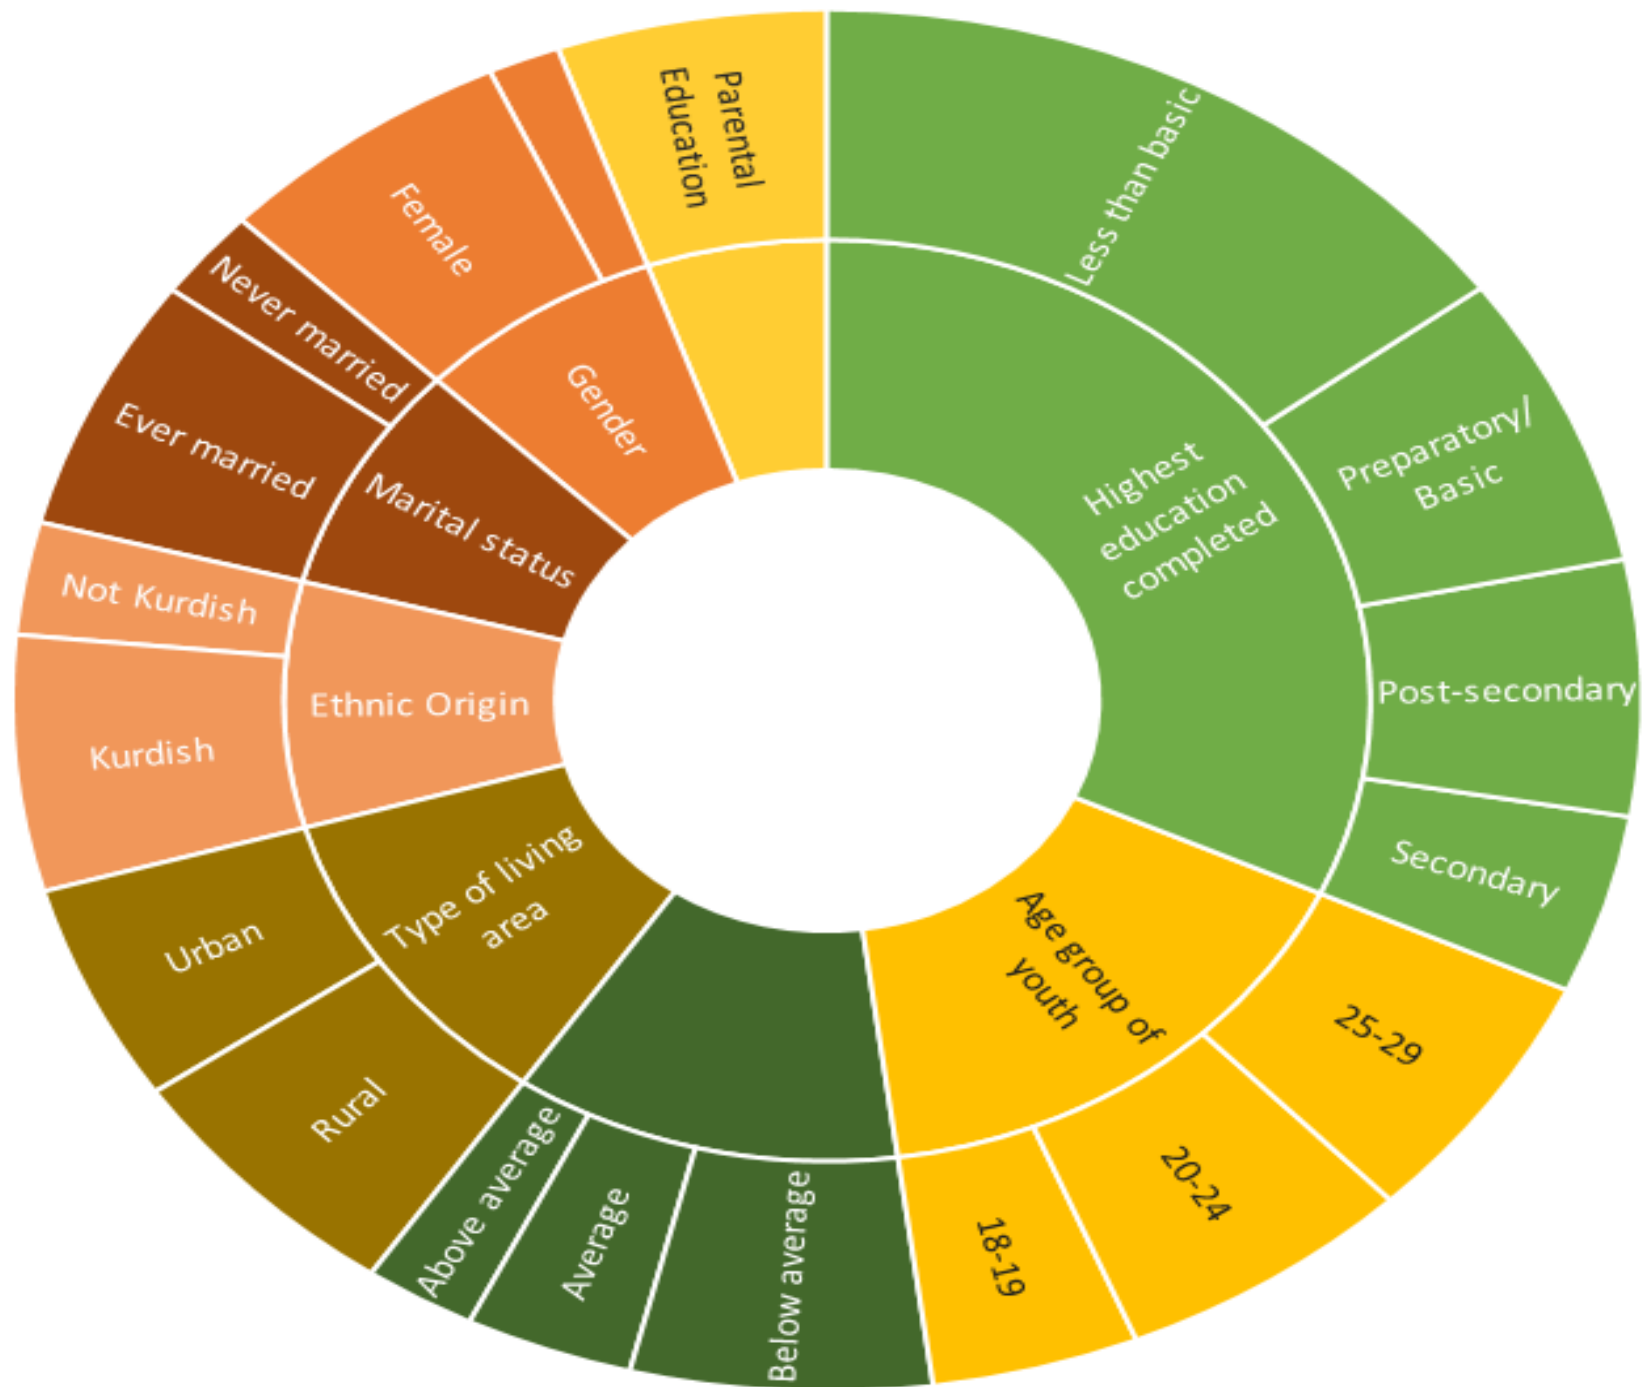 Parental
Education
Less than basic
Highest
education
completed
Preparatory/
Basic
Post-secondary
Secondary
Age group of
youth
25-29
20-24
18-19
Below average
Average
Above average
Type of living
area
Rural
Urban
Ethnic Origin
Kurdish
Not Kurdish
Marital status
Ever married
Never married
Gender
Female